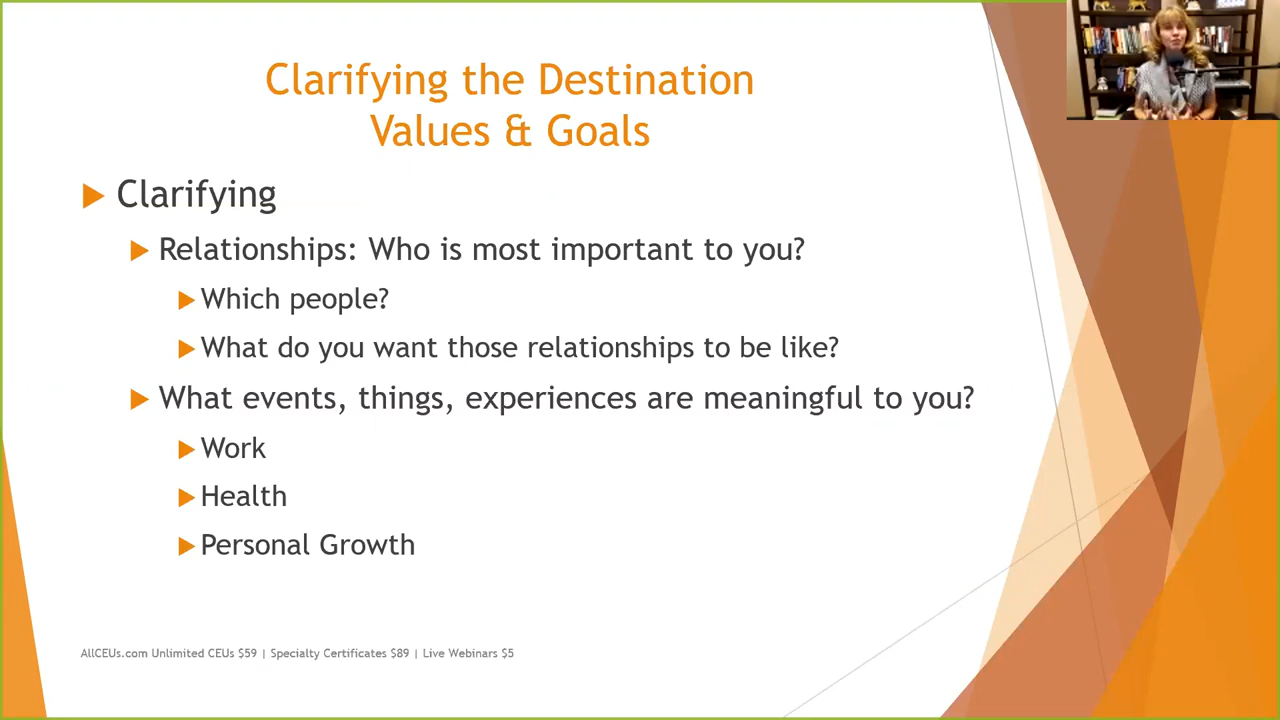 Clarifying the Destination
Values & Goals
Clarifying
Relationships: Who is most important to you?
Which people?
What do you want those relationships to be like?
What events, things, experiences are meaningful to you?
Work
Health
Personal Growth
AllCEUs.com Unlimited CEUs $59 | Specialty Certificates $89 | Live Webinars $5